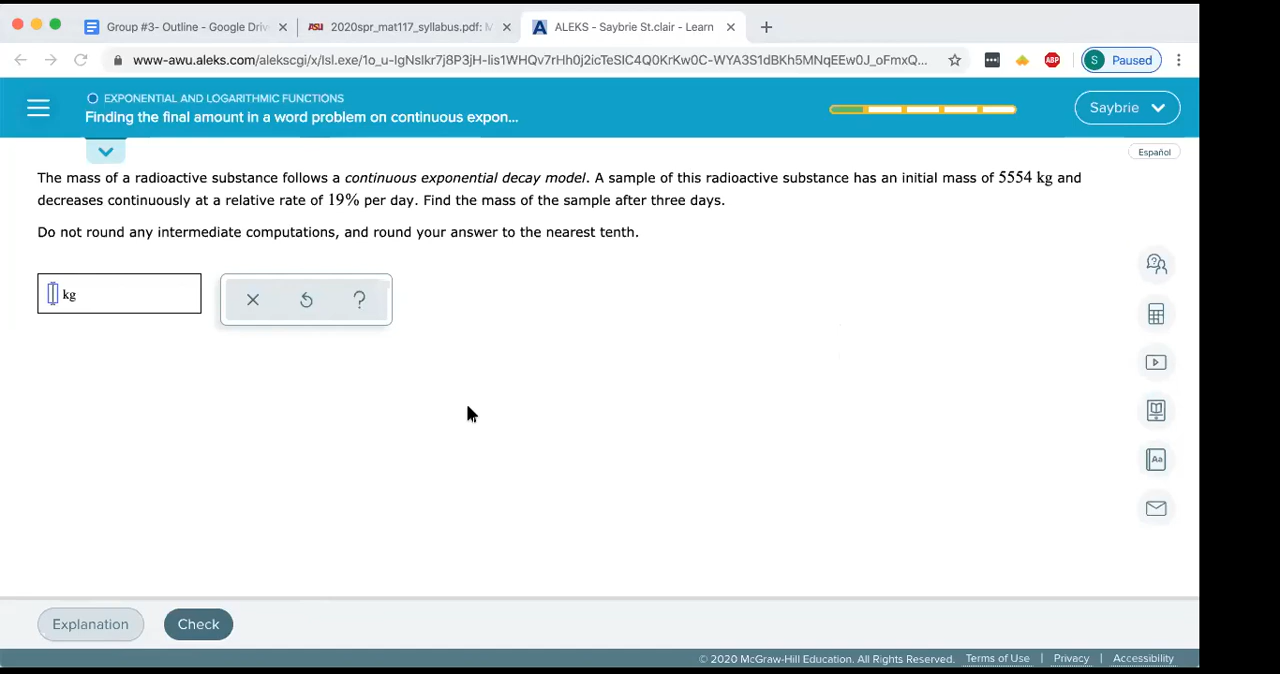 Group #3- Outline - Google Driv
2020spr_mat117_syllabus.pdf: M
ALEKS - Saybrie St.clair - Learn
www-awu.aleks.com/alekscgi/x/Isl.exe/1o_u-IgNsIkr7j8P3jH-lis1WHQv7rHh0j2icTeSIC4Q0KrKw0C-WYA3S1dBKh5MNqEEw0J_oFmxQ...
ABP
S Paused
EXPONENTIAL AND LOGARITHMIC FUNCTIONS
Finding the final amount in a word problem on continuous expon...
Saybrie
Español
The mass of a radioactive substance follows a continuous exponential decay model. A sample of this radioactive substance has an initial mass of 5554 kg and
decreases continuously at a relative rate of 19% per day. Find the mass of the sample after three days.
Do not round any intermediate computations, and round your answer to the nearest tenth.
kg
?
Aa
Explanation
Check
© 2020 McGraw-Hill Education. All Rights Reserved. Terms of Use | Privacy | Accessibility